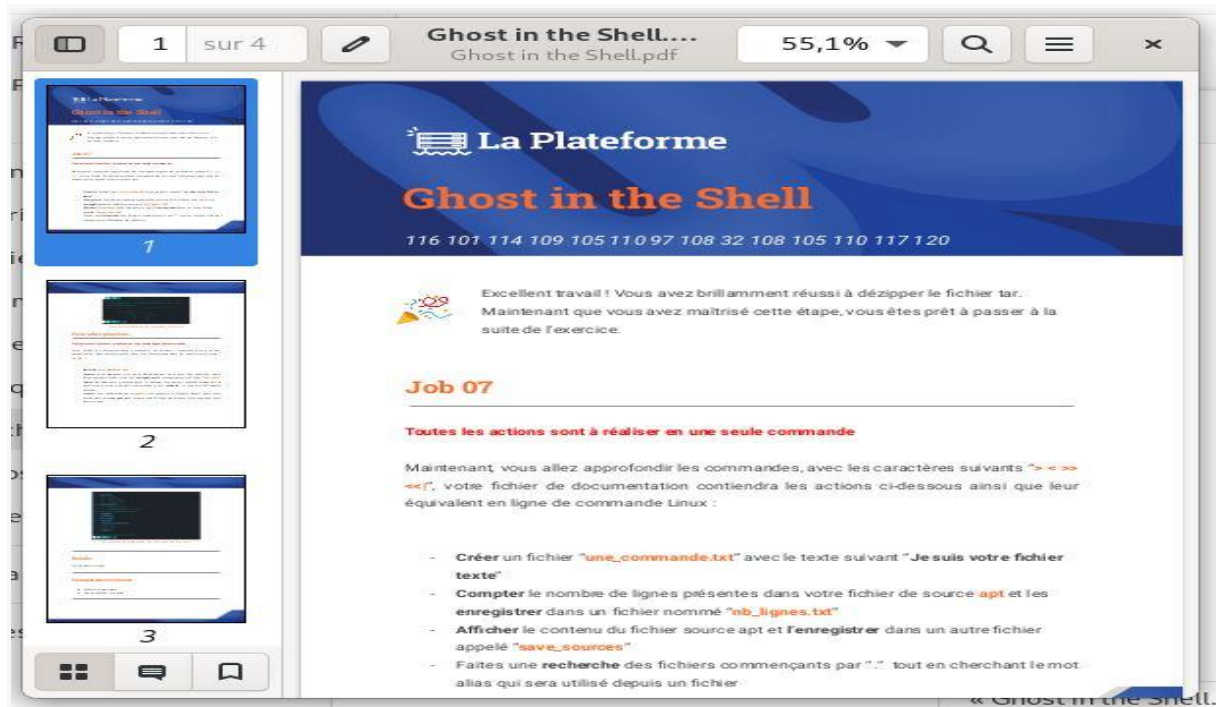 1 sur 4
Ghost in the Shell....
Ghost in the Shell.pdf
55,1%
1
2
3
La Plateforme
Ghost in the Shell
116 101 114 109 105 110 97 108 32 108 105 110 117 120
Excellent travail ! Vous avez brillamment réussi à dézipper le fichier tar.
Maintenant que vous avez maîtrisé cette étape, vous êtes prêt à passer à la
suite de l'exercice.
Job 07
Toutes les actions sont à réaliser en une seule commande
Maintenant, vous allez approfondir les commandes, avec les caractères suivants "> < >>
<<|", votre fichier de documentation contiendra les actions ci-dessous ainsi que leur
équivalent en ligne de commande Linux :
- Créer un fichier "une_commande.txt" avec le texte suivant "Je suis votre fichier
texte"
- Compter le nombre de lignes présentes dans votre fichier de source apt et les
enregistrer dans un fichier nommé "nb_lignes.txt"
- Afficher le contenu du fichier source apt et l'enregistrer dans un autre fichier
appelé "save_sources"
- Faites une recherche des fichiers commençants par "." tout en cherchant le mot
alias qui sera utilisé depuis un fichier
« Ghost in the Shell.